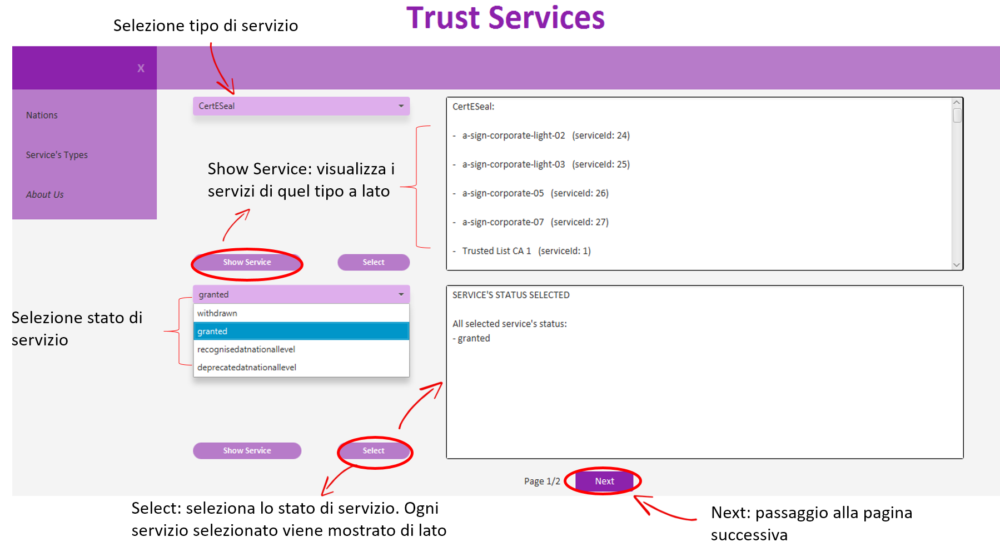 Trust Services
Selezione tipo di servizio
X
Nations
Service's Types
About Us
CertESeal
Show Service: visualizza i
servizi di quel tipo a lato
Show Service
Select
CertESeal:
- a-sign-corporate-light-02 (serviceId: 24)
- a-sign-corporate-light-03 (serviceId: 25)
- a-sign-corporate-05 (serviceId: 26)
- a-sign-corporate-07 (serviceId: 27)
- Trusted List CA 1 (serviceId: 1)
Selezione stato di
servizio
granted
withdrawn
granted
recognisedatnationallevel
deprecatedatnationallevel
SERVICE'S STATUS SELECTED
All selected service's status:
- granted
Show Service
Select
Page 1/2
Next
Select: seleziona lo stato di servizio. Ogni
servizio selezionato viene mostrato di lato
Next: passaggio alla pagina
successiva